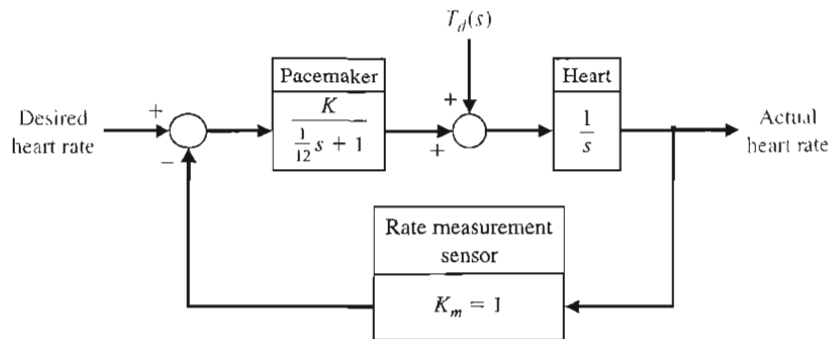 T_d(s)
Pacemaker
K
1/12 s + 1
Heart
1
s
Desired
heart rate
+
−
+
+
Actual
heart rate
Rate measurement
sensor
K_m = 1